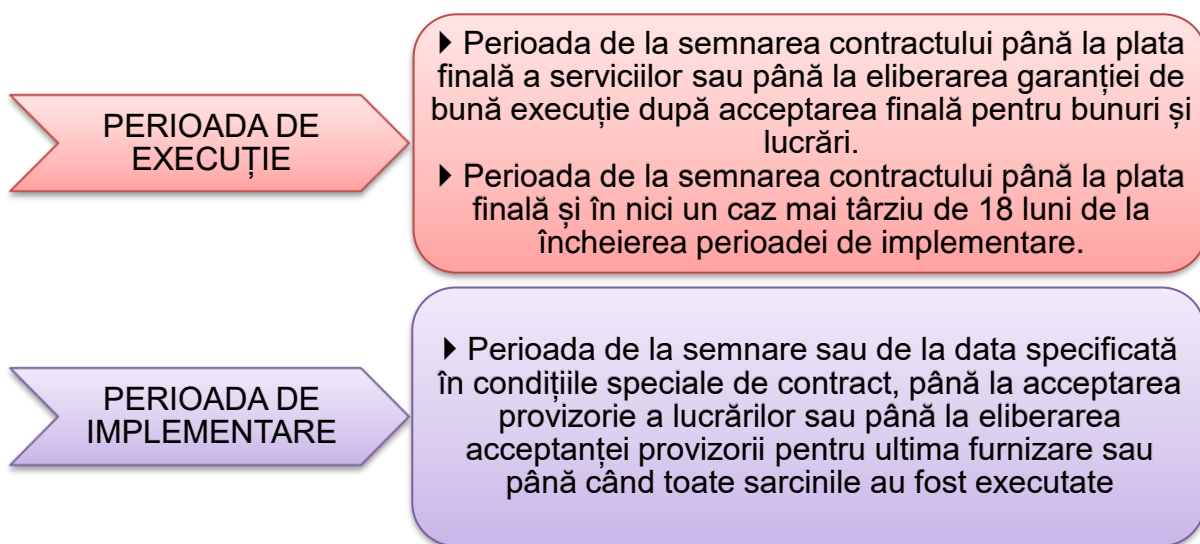 PERIOADA DE
EXECUȚIE
Perioada de la semnarea contractului până la plata
finală a serviciilor sau până la eliberarea garanției de
bună execuție după acceptarea finală pentru bunuri și
lucrări.
Perioada de la semnarea contractului până la plata
finală și în nici un caz mai târziu de 18 luni de la
încheierea perioadei de implementare.
PERIOADA DE
IMPLEMENTARE
Perioada de la semnare sau de la data specificată
în condițiile speciale de contract, până la acceptarea
provizorie a lucrărilor sau până la eliberarea
acceptanței provizorii pentru ultima furnizare sau
până când toate sarcinile au fost executate